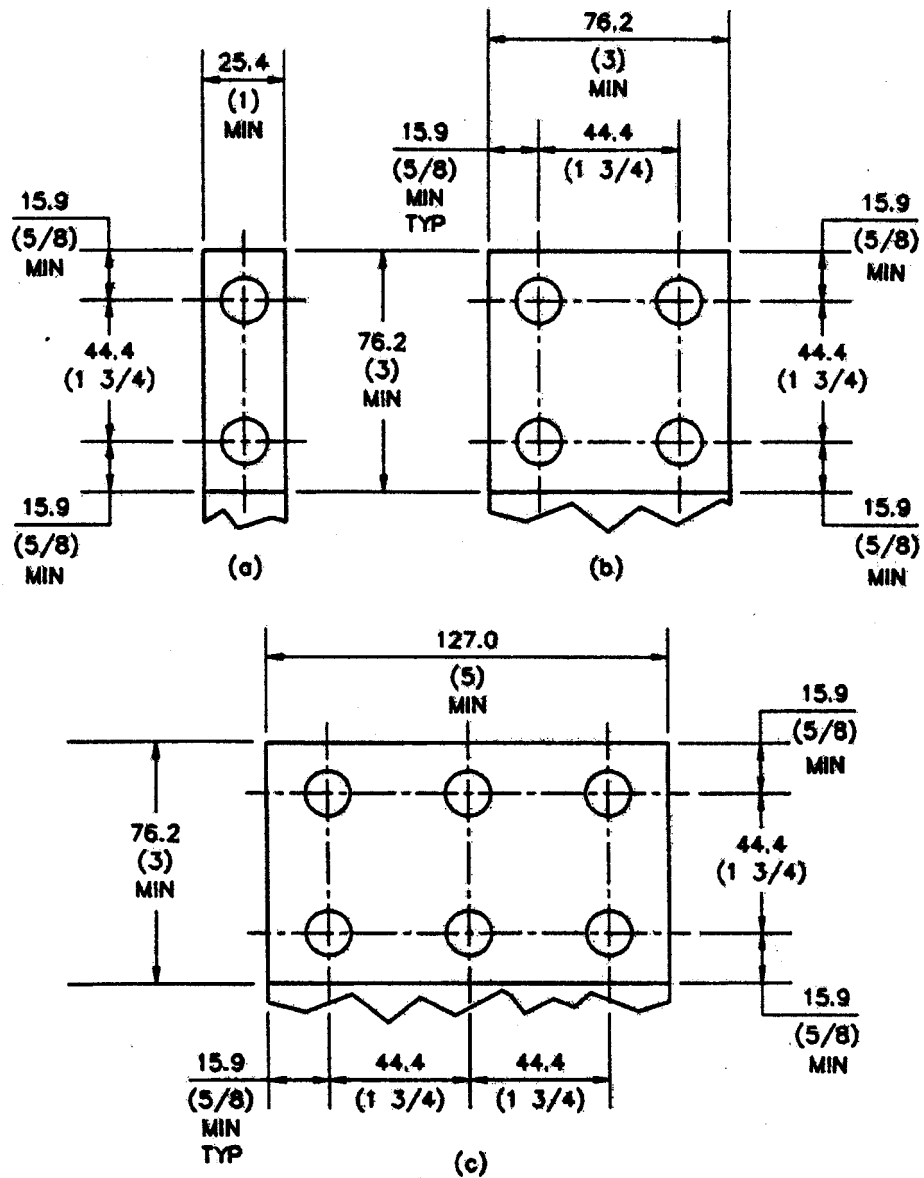 76.2
(3)
MIN
25.4
(1)
MIN
15.9
(5/8)
MIN
TYP
44.4
(1 3/4)
15.9
(5/8)
MIN
15.9
(5/8)
MIN
76.2
(3)
MIN
44.4
(1 3/4)
44.4
(1 3/4)
15.9
(5/8)
MIN
(a)
(b)
15.9
(5/8)
MIN
127.0
(5)
MIN
15.9
(5/8)
MIN
76.2
(3)
MIN
44.4
(1 3/4)
15.9
(5/8)
MIN
15.9
(5/8)
MIN
TYP
44.4
(1 3/4)
44.4
(1 3/4)
(c)